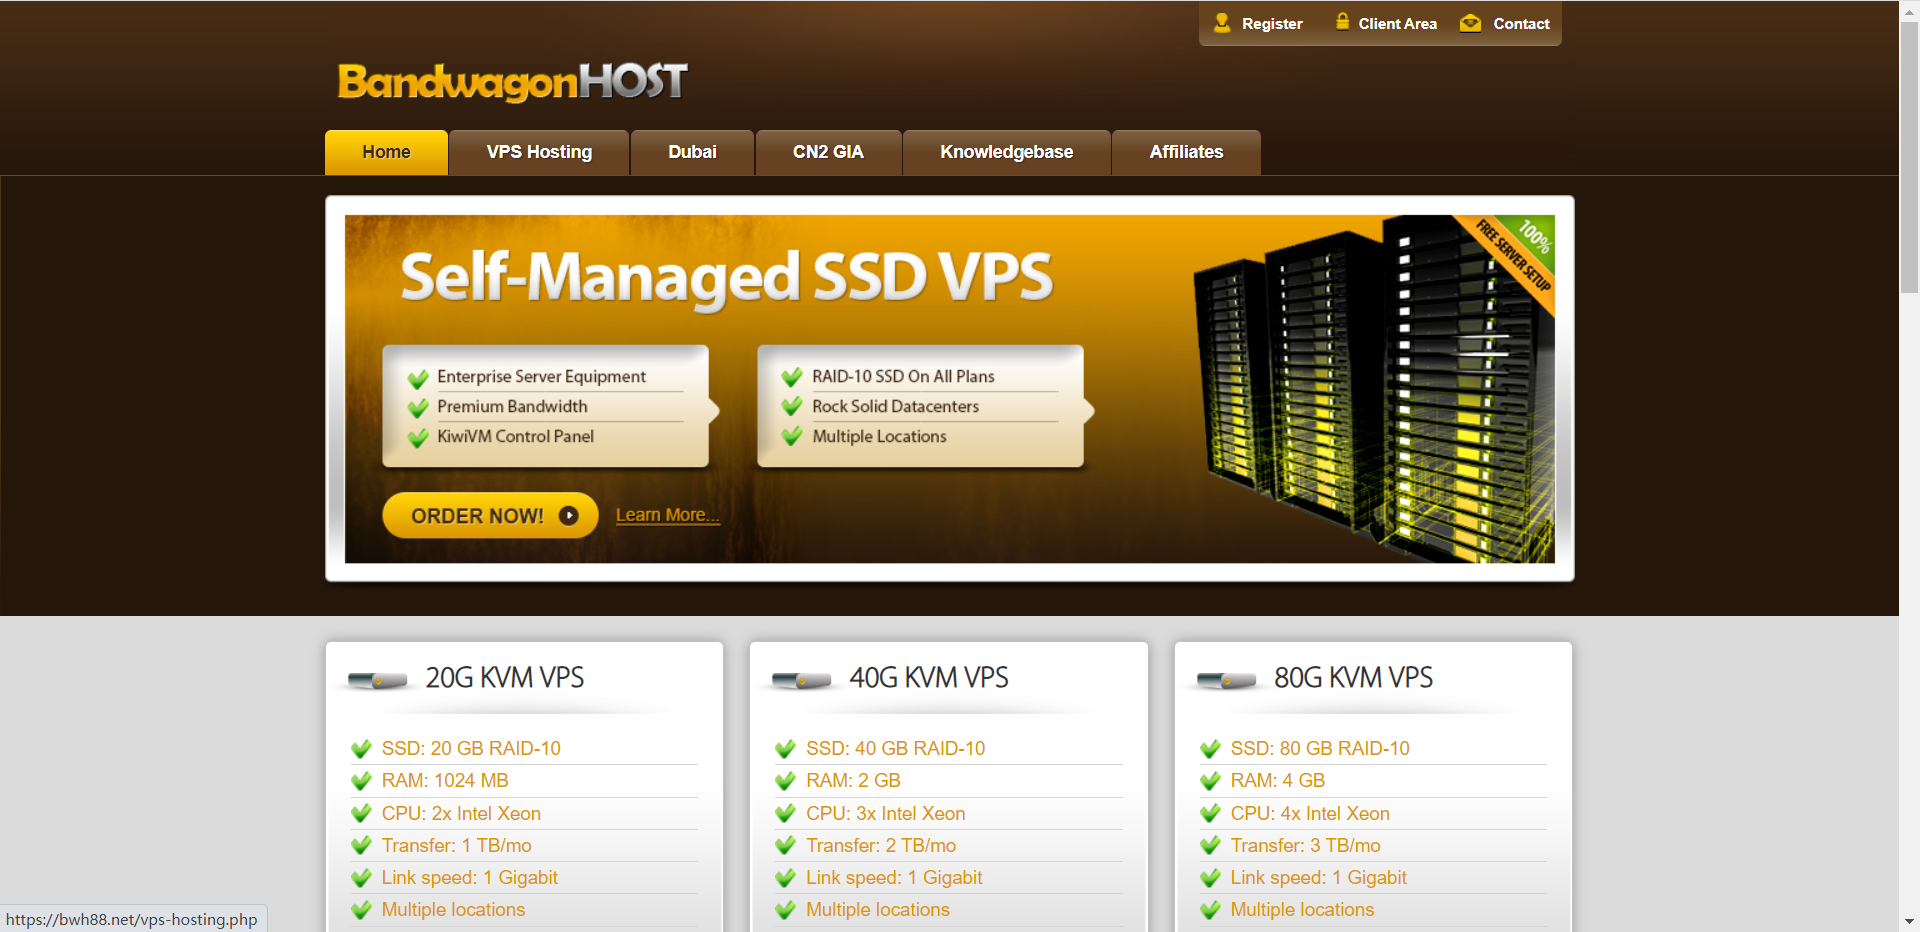 Register
Client Area
Contact
BandwagonHOST
Home
VPS Hosting
Dubai
CN2 GIA
Knowledgebase
Affiliates
100%
FREE SERVER SETUP
Self-Managed SSD VPS
Enterprise Server Equipment
Premium Bandwidth
KiwiVM Control Panel
RAID-10 SSD On All Plans
Rock Solid Datacenters
Multiple Locations
ORDER NOW!
Learn More...
20G KVM VPS
SSD: 20 GB RAID-10
RAM: 1024 MB
CPU: 2x Intel Xeon
Transfer: 1 TB/mo
Link speed: 1 Gigabit
Multiple locations
40G KVM VPS
SSD: 40 GB RAID-10
RAM: 2 GB
CPU: 3x Intel Xeon
Transfer: 2 TB/mo
Link speed: 1 Gigabit
Multiple locations
80G KVM VPS
SSD: 80 GB RAID-10
RAM: 4 GB
CPU: 4x Intel Xeon
Transfer: 3 TB/mo
Link speed: 1 Gigabit
Multiple locations
https://bwh88.net/vps-hosting.php